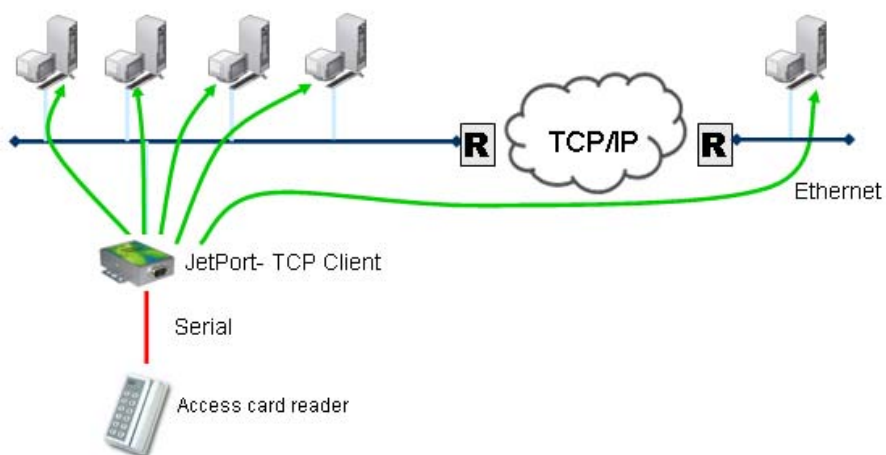 R
TCP/IP
R
Ethernet
JetPort- TCP Client
Serial
Access card reader